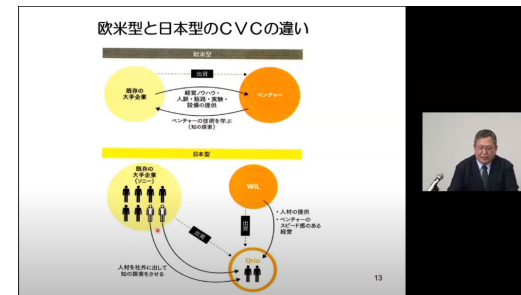 欧米型と日本型のCVCの違い
欧米型
出資
既存の
大手企業
経営ノウハウ・
人脈・販路・実験・
設備の提供
ベンチャー
ベンチャーの技術を学ぶ
(知の探索)
日本型
既存の
大手企業
(ソニー)
WiL
出資
出資
・人材の提供
・ベンチャーの
スピード感のある
経営
Qrio
人材を社外に出して
知の探索をさせる
13